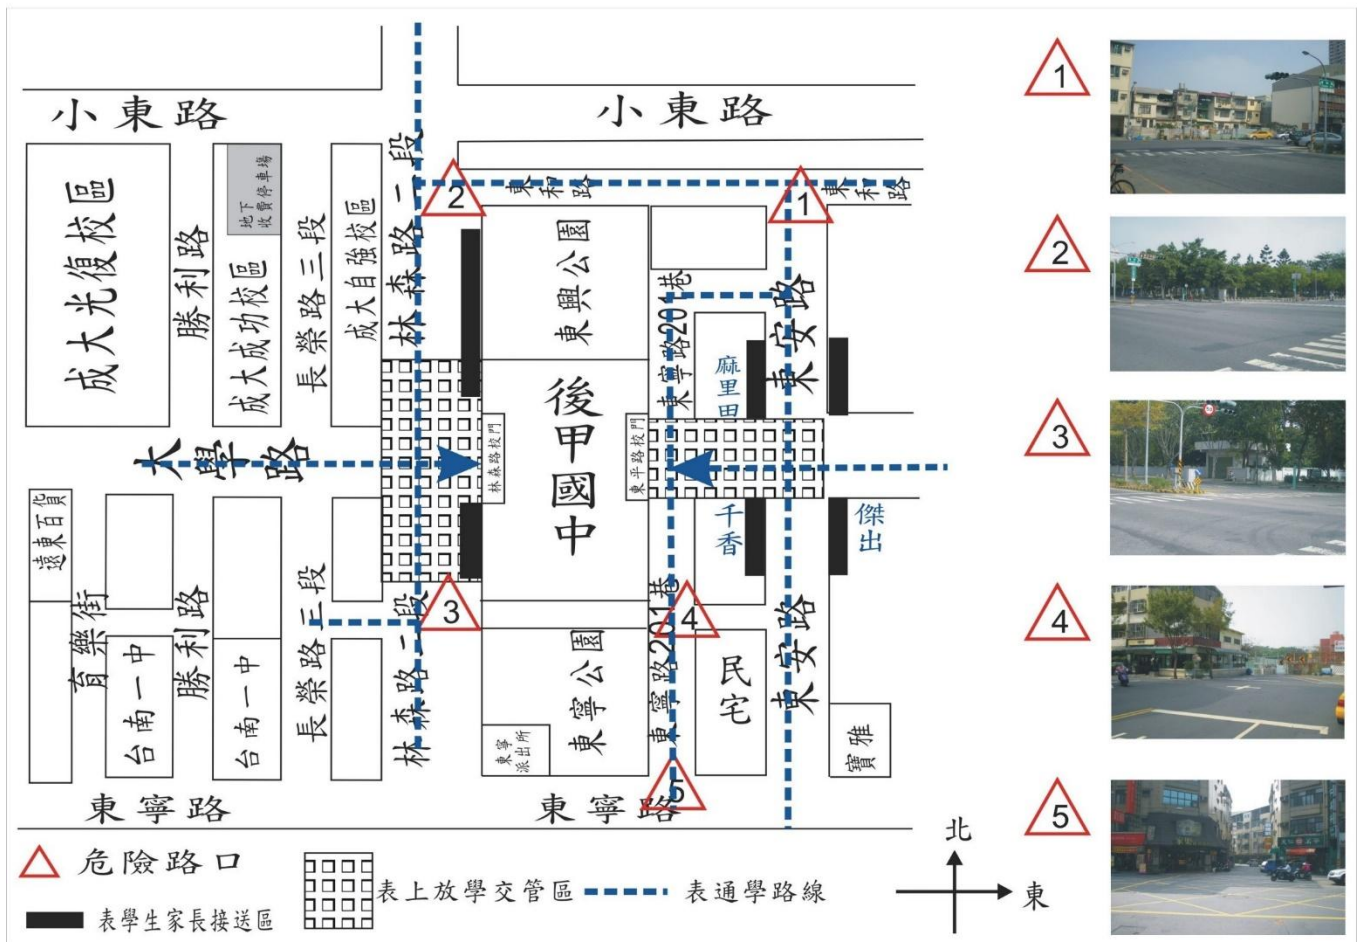 小東路
小東路
1
2
3
4
5
成大光復校區
勝利路
地下
收費停車場
成大成功校區
長榮路三段
成大自強校區
林森路二段
2
東和路
1
東和路
東興公園
東寧路201巷
東安路
麻里
大學路
林森路校門
後甲國中
東平路校門
千香
傑出
遠東百貨
育樂街
台南一中
勝利路
台南一中
長榮路三段
林森路二段
3
東寧公園
東寧
派出所
東寧路201巷
4
民宅
東安路
寶雅
5
東寧路
東寧路
危險路口
表上放學交管區
表通學路線
表學生家長接送區
北
東